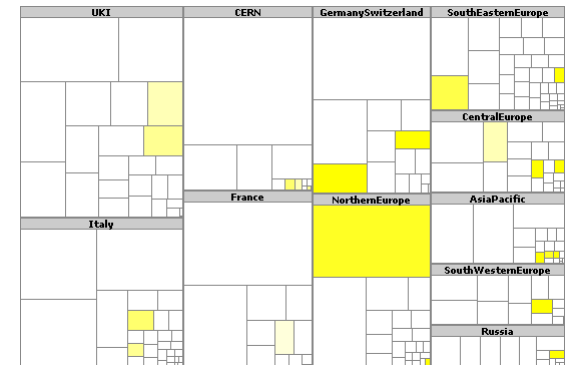 UKI
CERN
GermanySwitzerland
SouthEasternEurope
CentralEurope
France
NorthernEurope
AsiaPacific
Italy
SouthWesternEurope
Russia